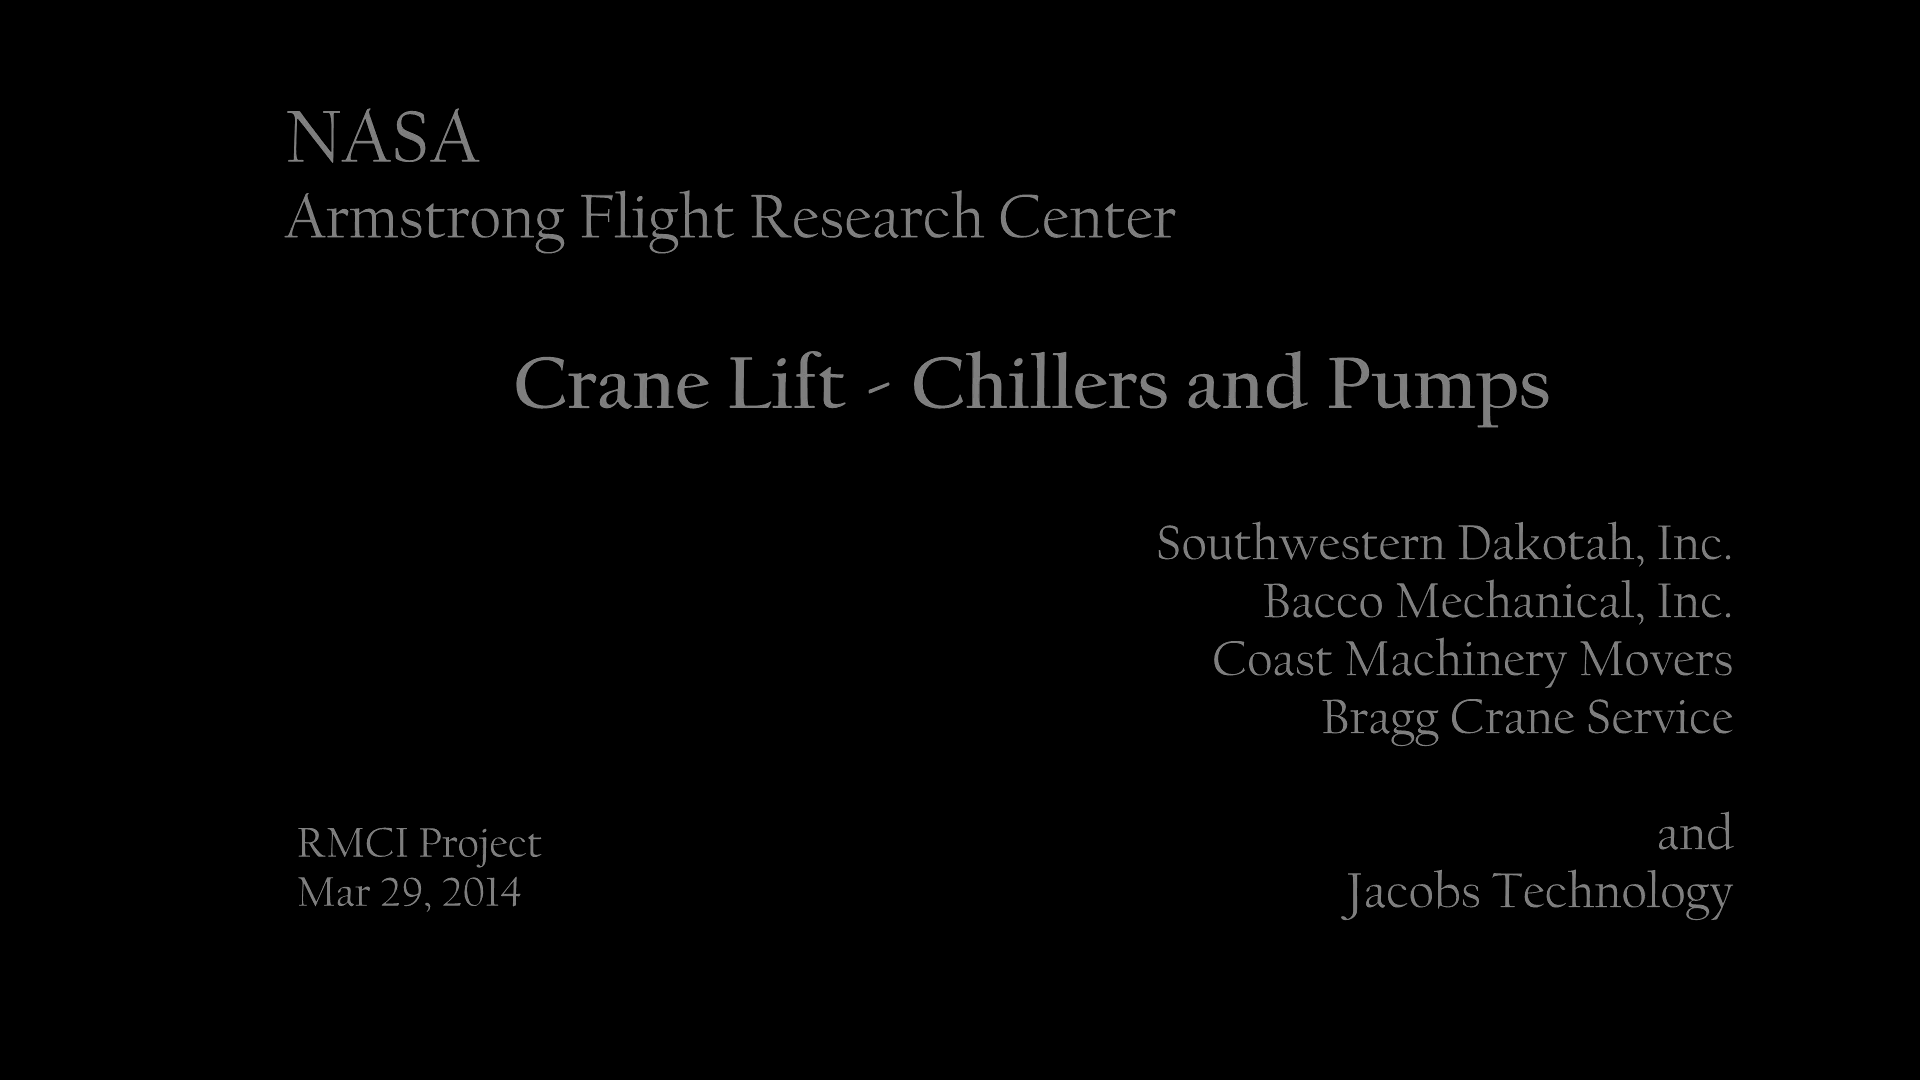 NASA
Armstrong Flight Research Center
Crane Lift - Chillers and Pumps
Southwestern Dakotah, Inc.
Bacco Mechanical, Inc.
Coast Machinery Movers
Bragg Crane Service
and
Jacobs Technology
RMCI Project
Mar 29, 2014